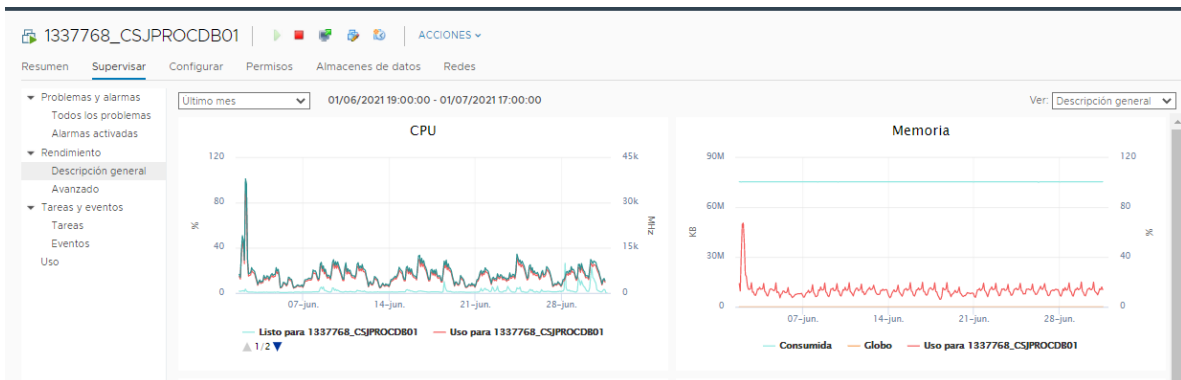 1337768_CSJPROCDB01 ACCIONES
Resumen Supervisar Configurar Permisos Almacenes de datos Redes
Problemas y alarmas
Todos los problemas
Alarmas activadas
Rendimiento
Descripción general
Avanzado
Tareas y eventos
Tareas
Eventos
Uso
Último mes 01/06/2021 19:00:00 - 01/07/2021 17:00:00 Ver: Descripción general
CPU
120 45k
80 30k
% MHz
40 15k
0 0
07-jun. 14-jun. 21-jun. 28-jun.
Listo para 1337768_CSJPROCDB01 Uso para 1337768_CSJPROCDB01
1/2
Memoria
90M 120
60M 80
KB %
30M 40
0 0
07-jun. 14-jun. 21-jun. 28-jun.
Consumida Globo Uso para 1337768_CSJPROCDB01